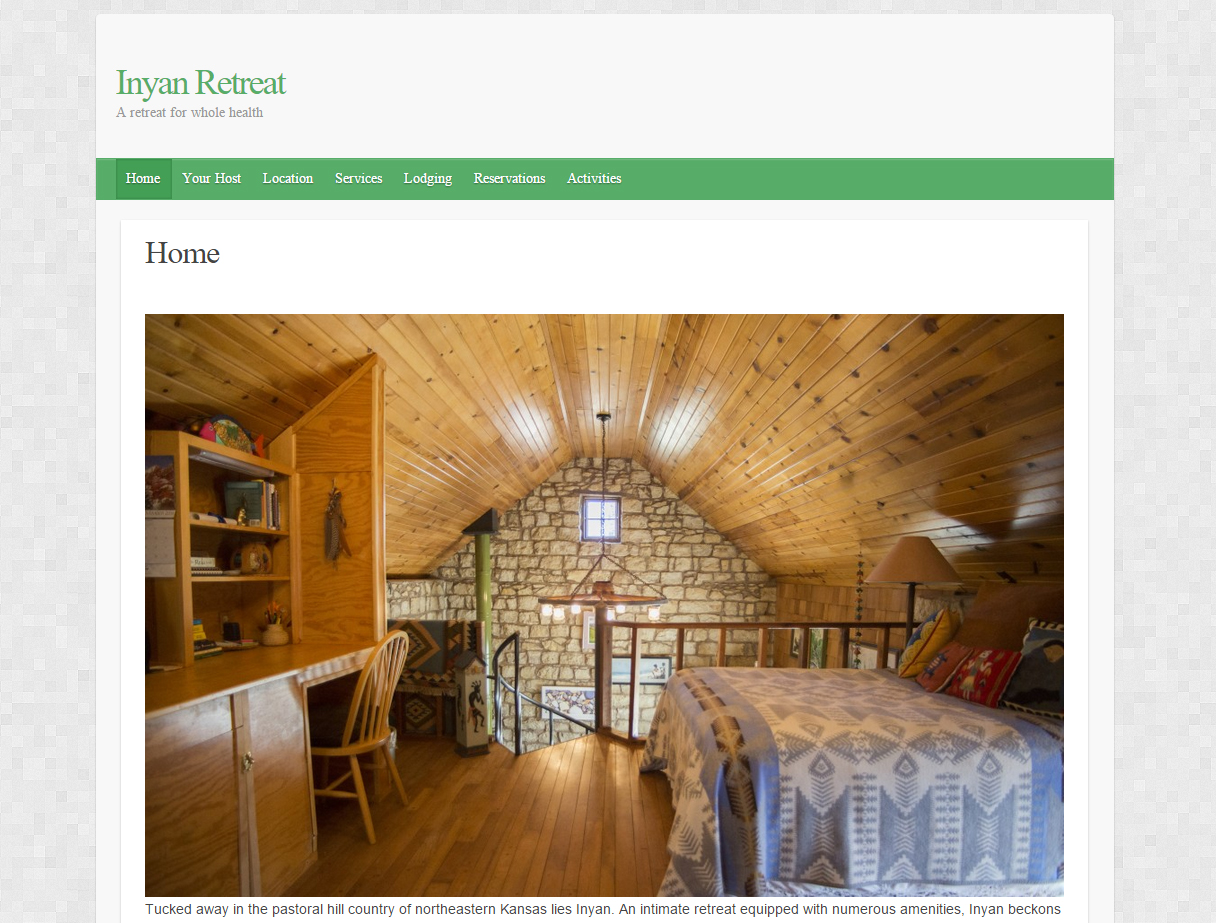 Inyan Retreat
A retreat for whole health
Home Your Host Location Services Lodging Reservations Activities
Home
Tucked away in the pastoral hill country of northeastern Kansas lies Inyan. An intimate retreat equipped with numerous amenities, Inyan beckons